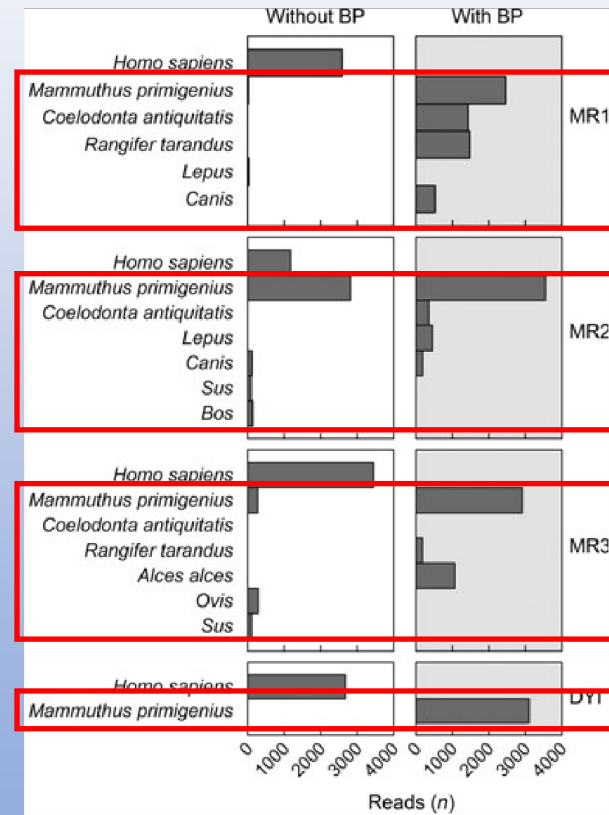 Without BP With BP
Homo sapiens
Mammuthus primigenius
Coelodonta antiquitatis
Rangifer tarandus
Lepus
Canis
MR1
Homo sapiens
Mammuthus primigenius
Coelodonta antiquitatis
Lepus
Canis
Sus
Bos
MR2
Homo sapiens
Mammuthus primigenius
Coelodonta antiquitatis
Rangifer tarandus
Alces alces
Ovis
Sus
MR3
Homo sapiens
Mammuthus primigenius
0 1000 2000 3000 4000 0 1000 2000 3000 4000
Reads (n)